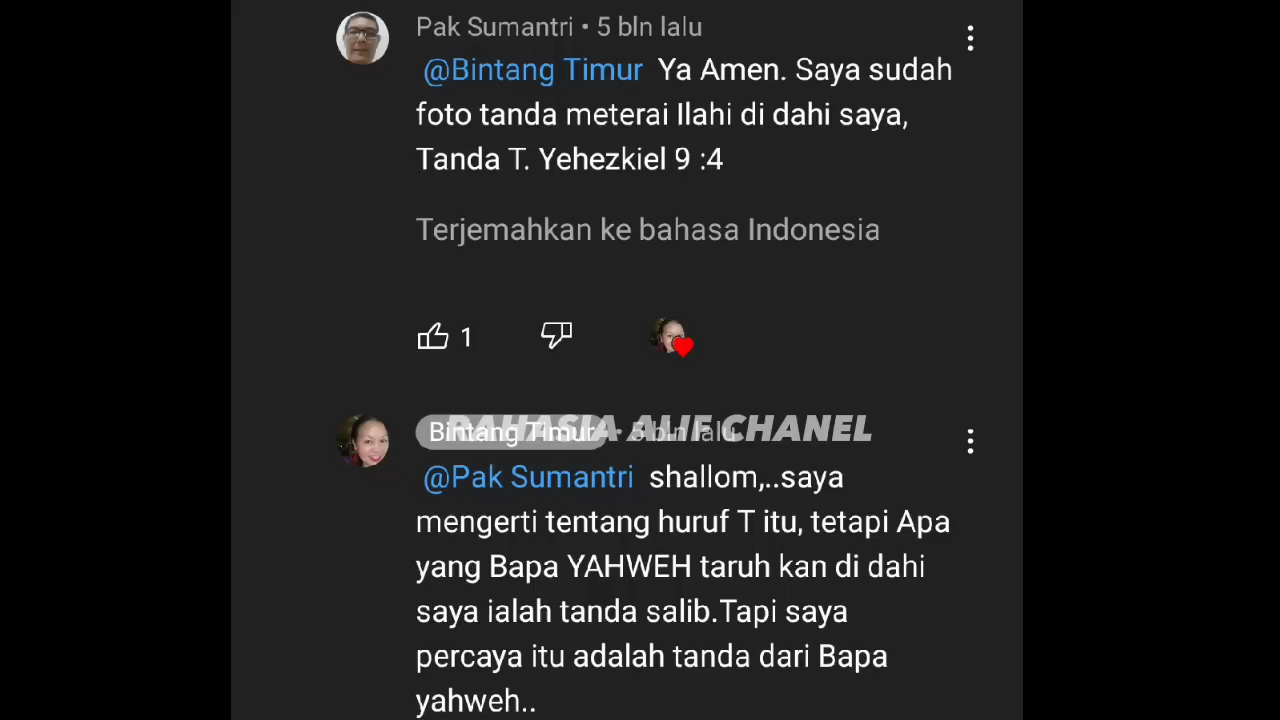 Pak Sumantri • 5 bln lalu
@Bintang Timur Ya Amen. Saya sudah
foto tanda meterai Ilahi di dahi saya,
Tanda T. Yehezkiel 9 :4
Terjemahkan ke bahasa Indonesia
1
Bintang Timur • 5 bln lalu
RAHASIA ALIF CHANEL
@Pak Sumantri shallom,..saya
mengerti tentang huruf T itu, tetapi Apa
yang Bapa YAHWEH taruh kan di dahi
saya ialah tanda salib.Tapi saya
percaya itu adalah tanda dari Bapa
yahweh..